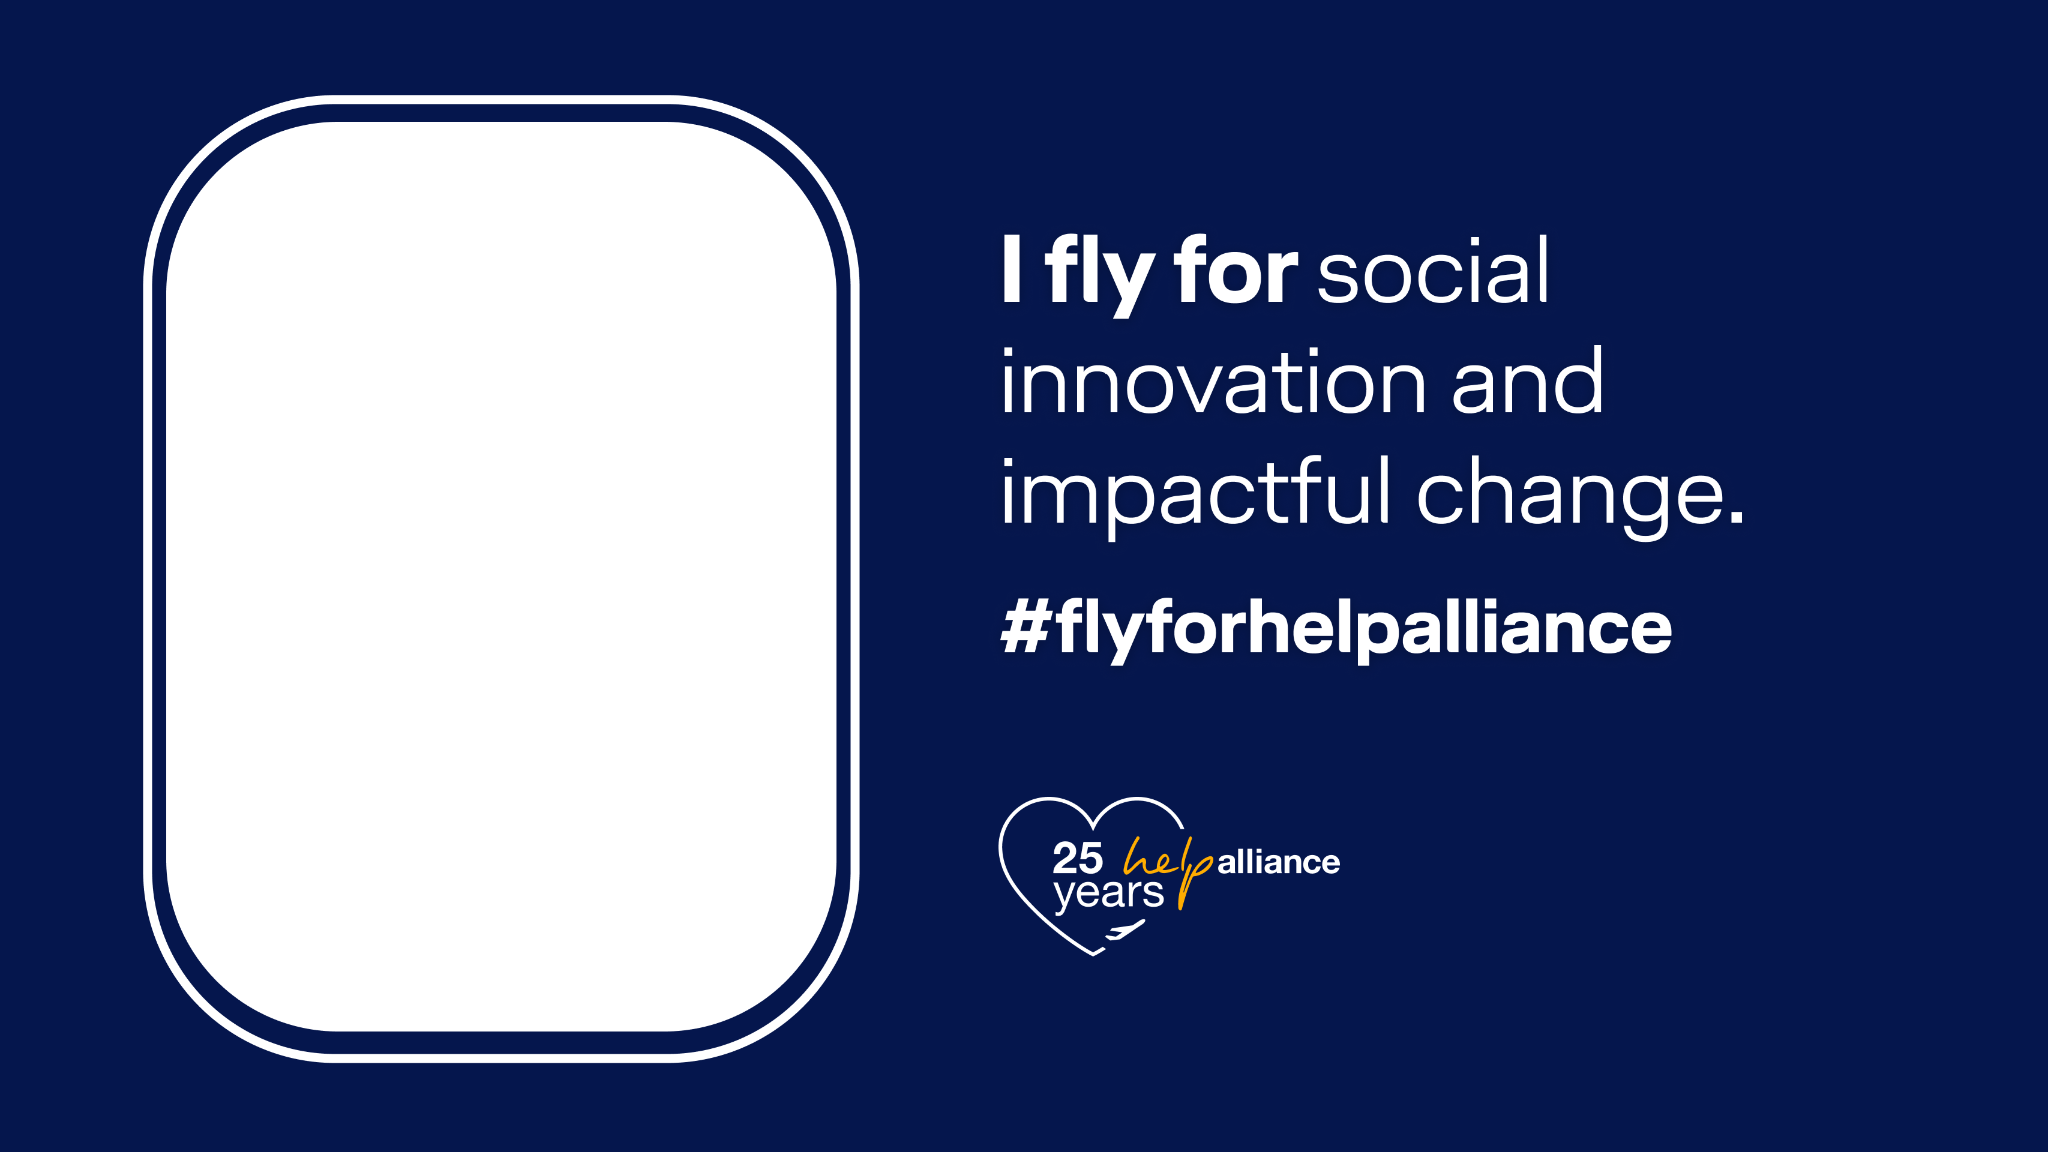 I fly for social
innovation and
impactful change.
#flyforhelpalliance
25 help alliance
years